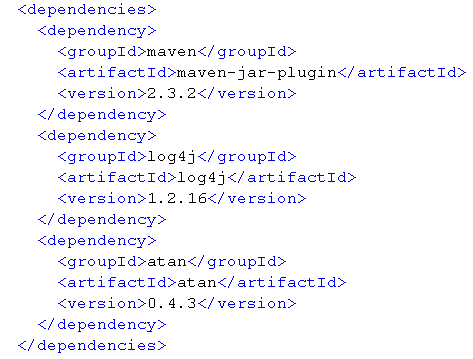 <dependencies>
<dependency>
<groupId>maven</groupId>
<artifactId>maven-jar-plugin</artifactId>
<version>2.3.2</version>
</dependency>
<dependency>
<groupId>log4j</groupId>
<artifactId>log4j</artifactId>
<version>1.2.16</version>
</dependency>
<dependency>
<groupId>atan</groupId>
<artifactId>atan</artifactId>
<version>0.4.3</version>
</dependency>
</dependencies>